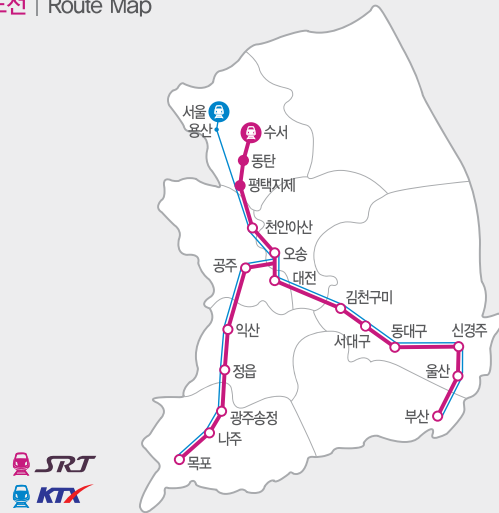 노선 | Route Map
서울
용산
수서
동탄
평택지제
천안아산
오송
공주
대전
김천구미
서대구
동대구
신경주
익산
울산
정읍
부산
광주송정
나주
목포
SRT
KTX